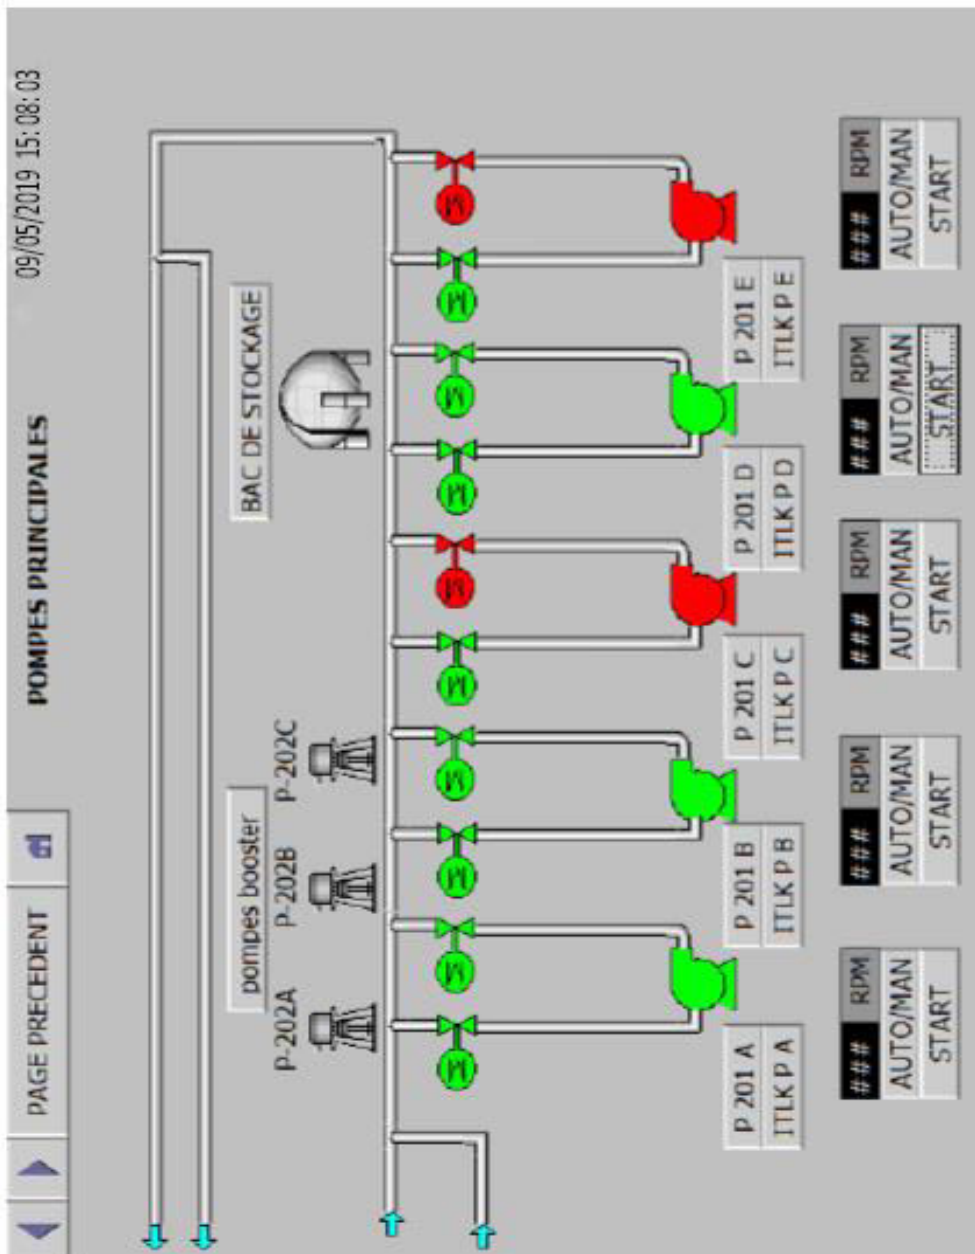 PAGE PRECEDENT
POMPES PRINCIPALES
09/05/2019 15:08:03
pompes booster
BAC DE STOCKAGE
P-202A
P-202B
P-202C
M
M
M
M
M
M
M
M
M
M
P 201 A
ITLK P A
P 201 B
ITLK P B
P 201 C
ITLK P C
P 201 D
ITLK P D
P 201 E
ITLK P E
### RPM
AUTO/MAN
START
### RPM
AUTO/MAN
START
### RPM
AUTO/MAN
START
### RPM
AUTO/MAN
START
### RPM
AUTO/MAN
START